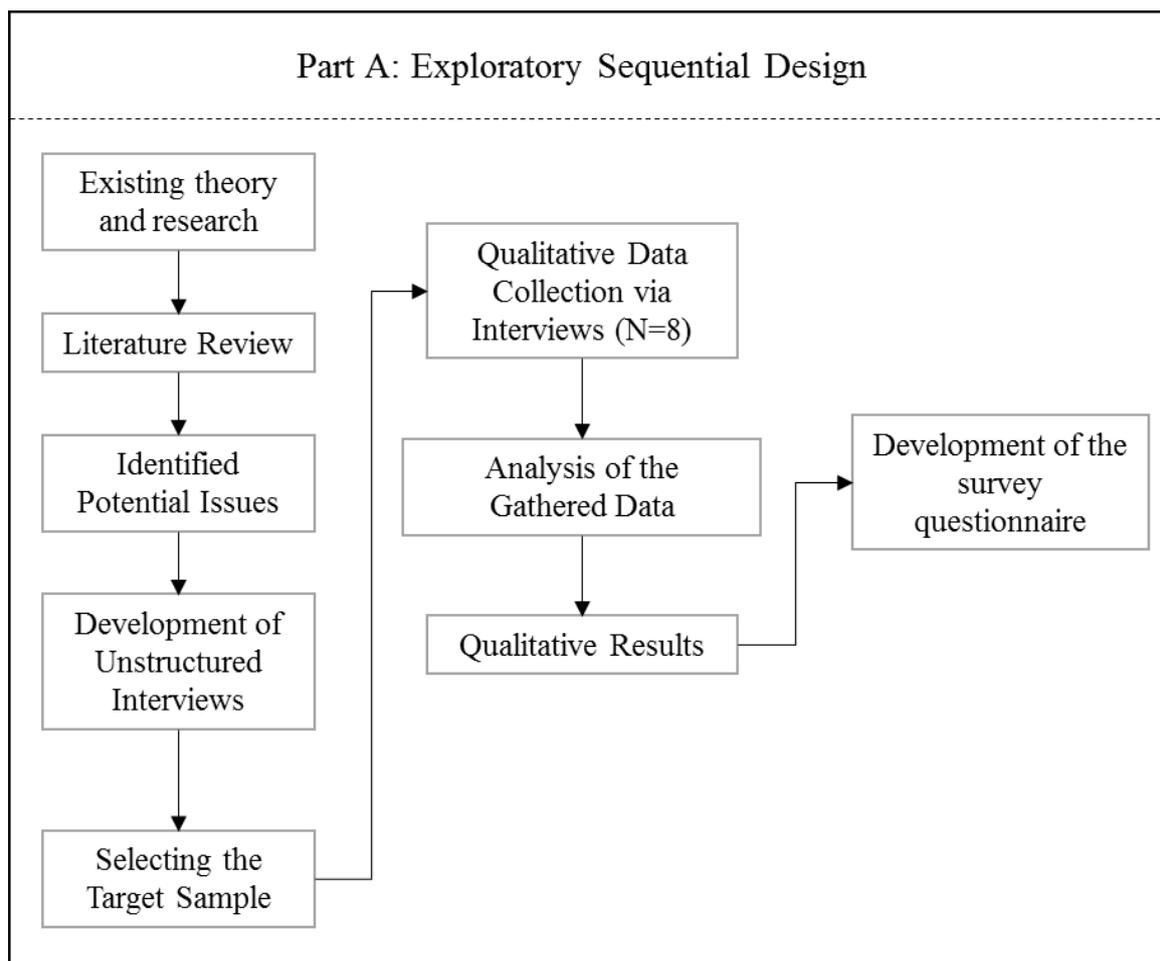 Part A: Exploratory Sequential Design
Existing theory
and research
Literature Review
Identified
Potential Issues
Development of
Unstructured
Interviews
Selecting the
Target Sample
Qualitative Data
Collection via
Interviews (N=8)
Analysis of the
Gathered Data
Qualitative Results
Development of the
survey
questionnaire